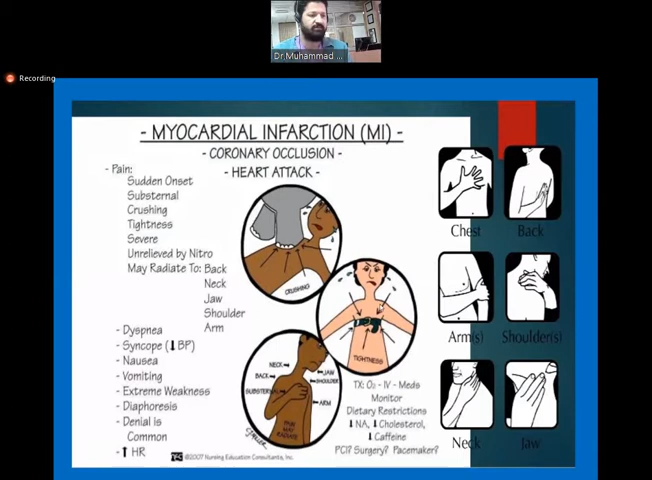 Dr.Muhammad ...
Recording
- MYOCARDIAL INFARCTION (MI) -
- CORONARY OCCLUSION -
- HEART ATTACK -
- Pain:
Sudden Onset
Substernal
Crushing
Tightness
Severe
Unrelieved by Nitro
May Radiate To: Back
Neck
Jaw
Shoulder
Arm
- Dyspnea
- Syncope (⬇ BP)
- Nausea
- Vomiting
- Extreme Weakness
- Diaphoresis
- Denial is
Common
- ⬆ HR
CRUSHING
TIGHTNESS
NECK
BACK
SUBSTERNAL
JAW
SHOULDER
ARM
PAIN
MAY
RADIATE
TX: O₂ - IV - Meds
Monitor
Dietary Restrictions
⬇ NA, ⬇ Cholesterol,
⬇ Caffeine
PCI? Surgery? Pacemaker?
©2007 Nursing Education Consultants, Inc.
Chest
Back
Arm(s)
Shoulder(s)
Neck
Jaw